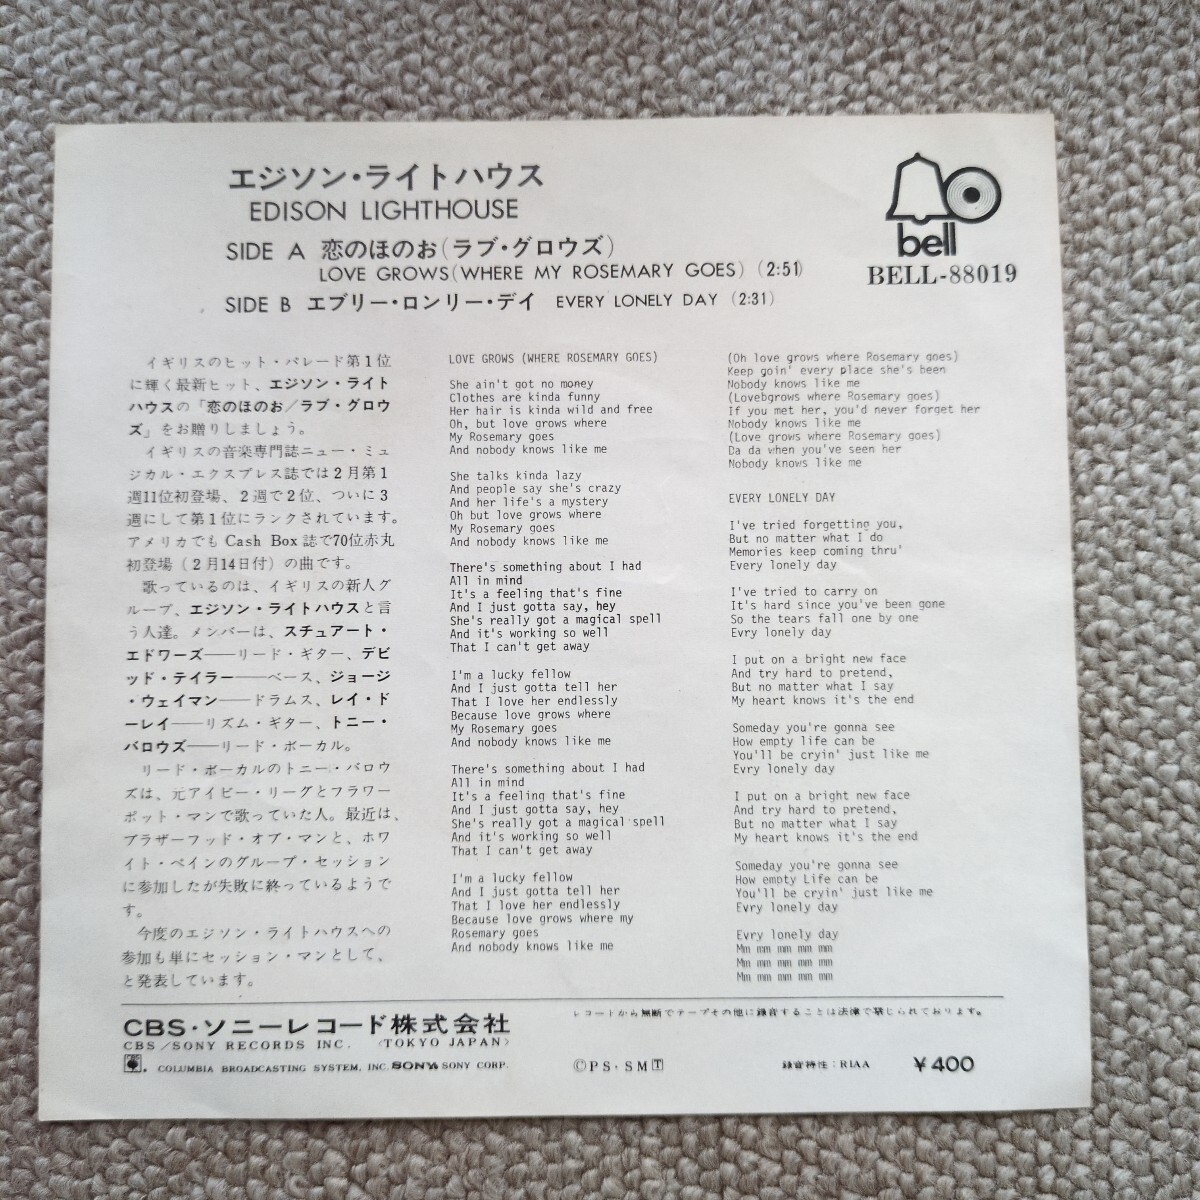 エジソン・ライトハウス
EDISON LIGHTHOUSE
SIDE A 恋のほのお(ラブ・グロウズ)
LOVE GROWS(WHERE MY ROSEMARY GOES) (2:51)
SIDE B エブリー・ロンリー・デイ EVERY LONELY DAY (2:31)
bell
BELL-88019
イギリスのヒット・パレード第1位
に輝く最新ヒット、エジソン・ライト
ハウスの「恋のほのお/ラブ・グロウ
ズ」をお贈りしましょう。
イギリスの音楽専門誌ニュー・ミュ
ジカル・エクスプレス誌では2月第1
週11位初登場、2週で2位、ついに3
週にして第1位にランクされています。
アメリカでも Cash Box 誌で70位赤丸
初登場(2月14日付)の曲です。
歌っているのは、イギリスの新人グ
ループ、エジソン・ライトハウスと言
う人達。メンバーは、スチュアート・
エドワーズ——リード・ギター、デビ
ッド・テイラー——ベース、ジョージ
・ウェイマン——ドラムス、レイ・ド
ーレイ——リズム・ギター、トニー・
バロウズ——リード・ボーカル。
リード・ボーカルのトニー・バロウ
ズは、元アイビー・リーグとフラワー
ポット・マンで歌っていた人。最近は、
ブラザーフッド・オブ・マンと、ホワ
イト・ペインのグループ・セッション
に参加したが失敗に終っているようで
す。
今度のエジソン・ライトハウスへの
参加も単にセッション・マンとして、
と発表しています。
LOVE GROWS (WHERE ROSEMARY GOES)
She ain't got no money
Clothes are kinda funny
Her hair is kinda wild and free
Oh, but love grows where
My Rosemary goes
And nobody knows like me
She talks kinda lazy
And people say she's crazy
And her life's a mystery
Oh but love grows where
My Rosemary goes
And nobody knows like me
There's something about I had
All in mind
It's a feeling that's fine
And I just gotta say, hey
She's really got a magical spell
And it's working so well
That I can't get away
I'm a lucky fellow
And I just gotta tell her
That I love her endlessly
Because love grows where
My Rosemary goes
And nobody knows like me
There's something about I had
All in mind
It's a feeling that's fine
And I just gotta say, hey
She's really got a magical spell
And it's working so well
That I can't get away
I'm a lucky fellow
And I just gotta tell her
That I love her endlessly
Because love grows where my
Rosemary goes
And nobody knows like me
(Oh love grows where Rosemary goes)
Keep goin' every place she's been
Nobody knows like me
(Lovebgrows where Rosemary goes)
If you met her, you'd never forget her
Nobody knows like me
(Love grows where Rosemary goes)
Da da when you've seen her
Nobody knows like me
EVERY LONELY DAY
I've tried forgetting you,
But no matter what I do
Memories keep coming thru'
Every lonely day
I've tried to carry on
It's hard since you've been gone
So the tears fall one by one
Evry lonely day
I put on a bright new face
And try hard to pretend,
But no matter what I say
My heart knows it's the end
Someday you're gonna see
How empty life can be
You'll be cryin' just like me
Evry lonely day
I put on a bright new face
And try hard to pretend,
But no matter what I say
My heart knows it's the end
Someday you're gonna see
How empty Life can be
You'll be cryin' just like me
Evry lonely day
Evry lonely day
Mm mm mm mm mm
Mm mm mm mm mm
Mm mm mm mm mm
CBS・ソニーレコード株式会社
CBS/SONY RECORDS INC. 〈TOKYO JAPAN〉
COLUMBIA BROADCASTING SYSTEM, INC. SONY SONY CORP.
レコードから無断でテープその他に録音することは法律で禁じられております。
ⒸPS・SM🅃
録音特性:RIAA
¥400